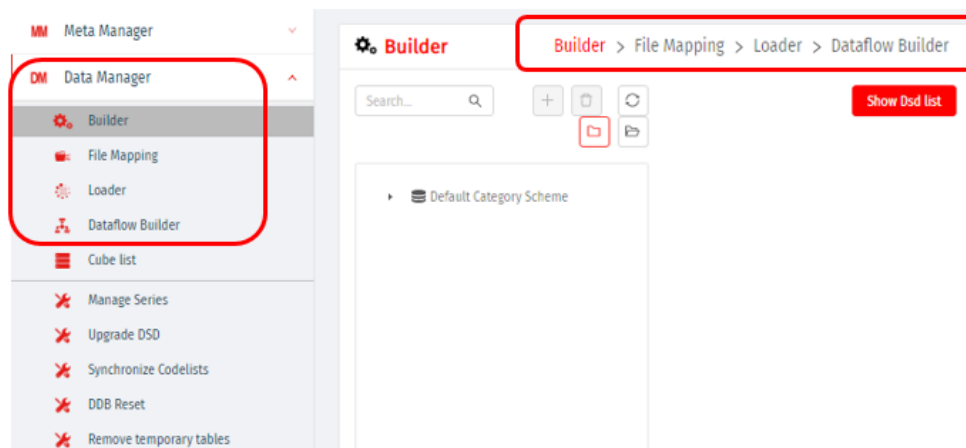 MM Meta Manager
DM Data Manager
Builder
File Mapping
Loader
Dataflow Builder
Cube list
Manage Series
Upgrade DSD
Synchronize Codelists
DDB Reset
Remove temporary tables
Builder
Builder > File Mapping > Loader > Dataflow Builder
Search...
Show Dsd list
Default Category Scheme